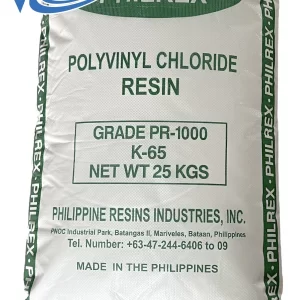 PHILREX
POLYVINYL CHLORIDE
RESIN
GRADE PR-1000
K-65
NET WT 25 KGS
PHILIPPINE RESINS INDUSTRIES, INC.
PNOC Industrial Park, Batangas II, Mariveles, Bataan, Philippines
Tel. Number: +63-47-244-6406 to 09
MADE IN THE PHILIPPINES
PHILREX · PHILREX · PHILREX
PHILREX · PHILREX · PHILREX